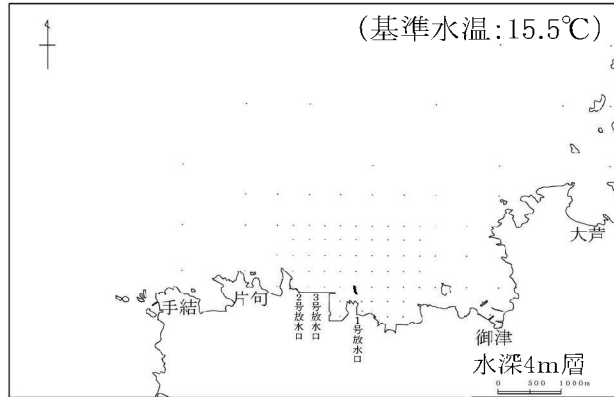 4
(基準水温:15.5℃)
大芦
手結
片句
2号放水口
3号放水口
1号放水口
御津
水深4m層
0 500 1000m